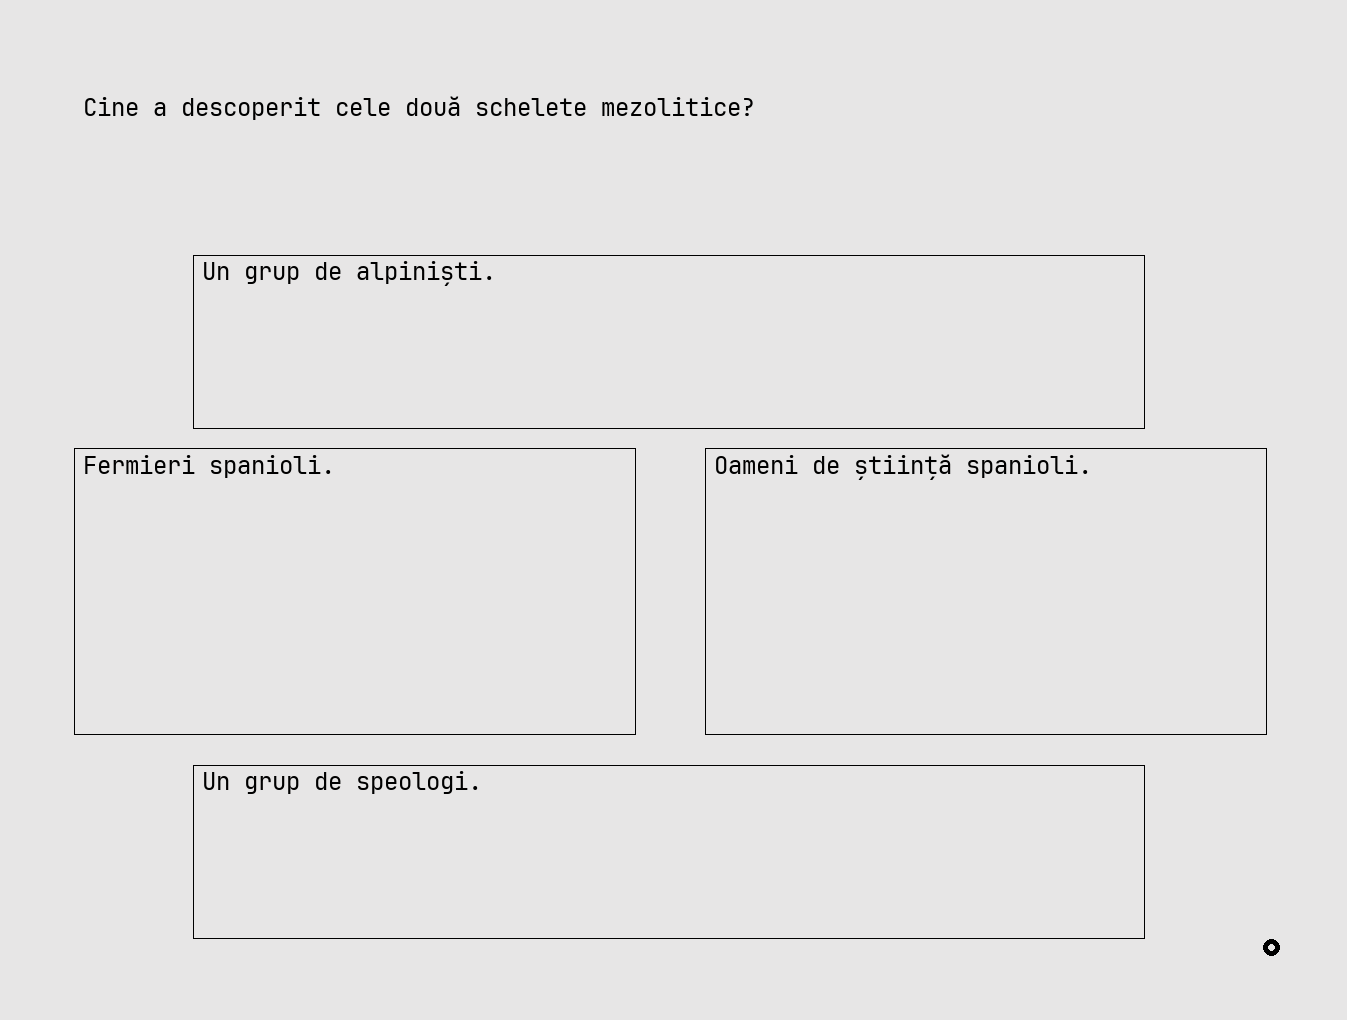 Cine a descoperit cele două schelete mezolitice?
Un grup de alpiniști.
Fermieri spanioli.
Oameni de știință spanioli.
Un grup de speologi.